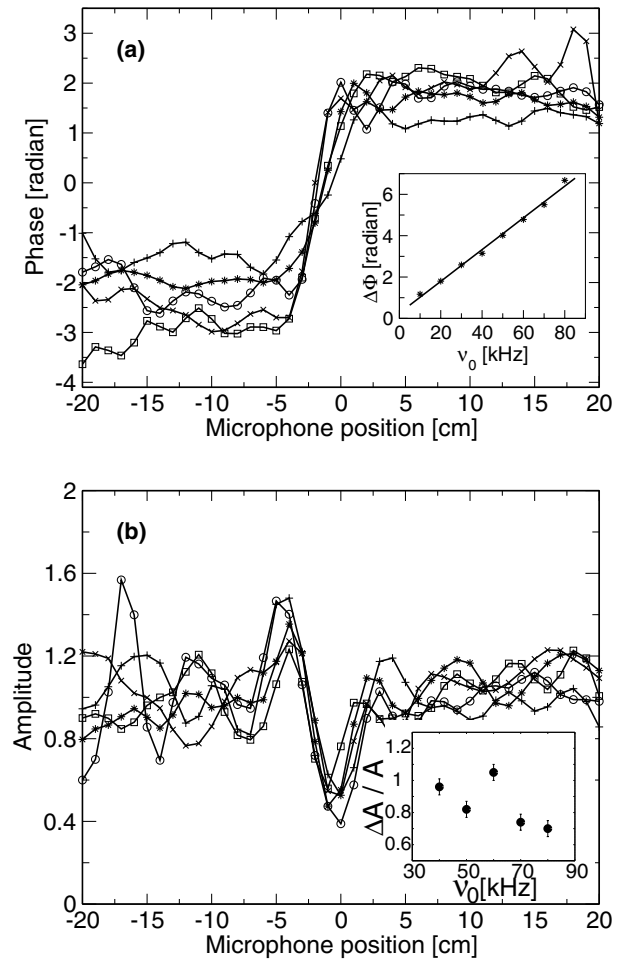 (a)
3
2
1
0
-1
-2
-3
-4
Phase [radian]
-20 -15 -10 -5 0 5 10 15 20
Microphone position [cm]
6
4
2
0
ΔΦ [radian]
0 20 40 60 80
ν0 [kHz]
(b)
2
1.6
1.2
0.8
0.4
0
Amplitude
-20 -15 -10 -5 0 5 10 15 20
Microphone position [cm]
1.2
1
0.8
0.6
ΔA / A
30 50 70 90
ν0[kHz]